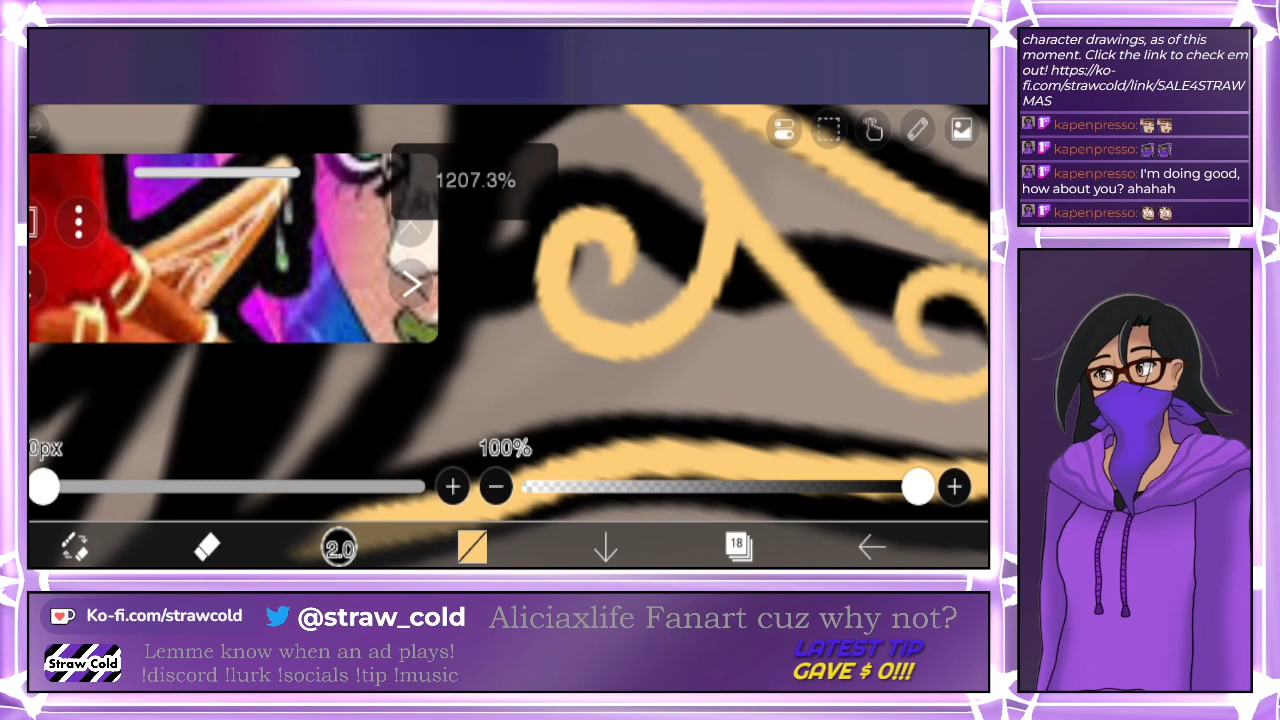 character drawings, as of this
moment. Click the link to check em
out! https://ko-
fi.com/strawcold/link/SALE4STRAW
MAS
kapenpresso:
kapenpresso:
kapenpresso: I'm doing good,
how about you? ahahah
kapenpresso:
1207.3%
0px
100%
2.0
18
Ko-fi.com/strawcold
@straw_cold
Aliciaxlife Fanart cuz why not?
Straw Cold
Lemme know when an ad plays!
!discord !lurk !socials !tip !music
LATEST TIP
GAVE $ 0!!!